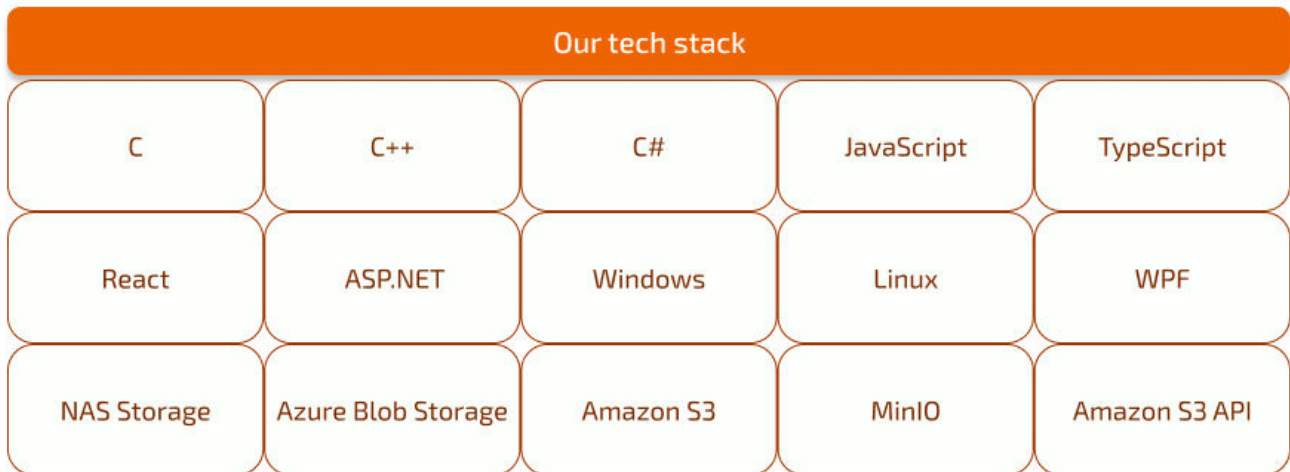 Our tech stack
C C++ C# JavaScript TypeScript
React ASP.NET Windows Linux WPF
NAS Storage Azure Blob Storage Amazon S3 MinIO Amazon S3 API